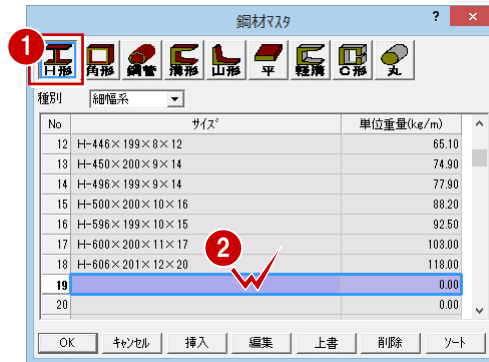 鋼材マスタ ? ×
1
H形 角形 鋼管 溝形 山形 平 軽溝 C形 丸
種別 細幅系
No サイズ 単位重量(kg/m)
12 H-446×199×8×12 65.10
13 H-450×200×9×14 74.90
14 H-496×199×9×14 77.90
15 H-500×200×10×16 88.20
16 H-596×199×10×15 92.50
17 H-600×200×11×17 103.00
18 H-606×201×12×20 118.00
2
19 0.00
20 0.00
OK キャンセル 挿入 編集 上書 削除 ソート